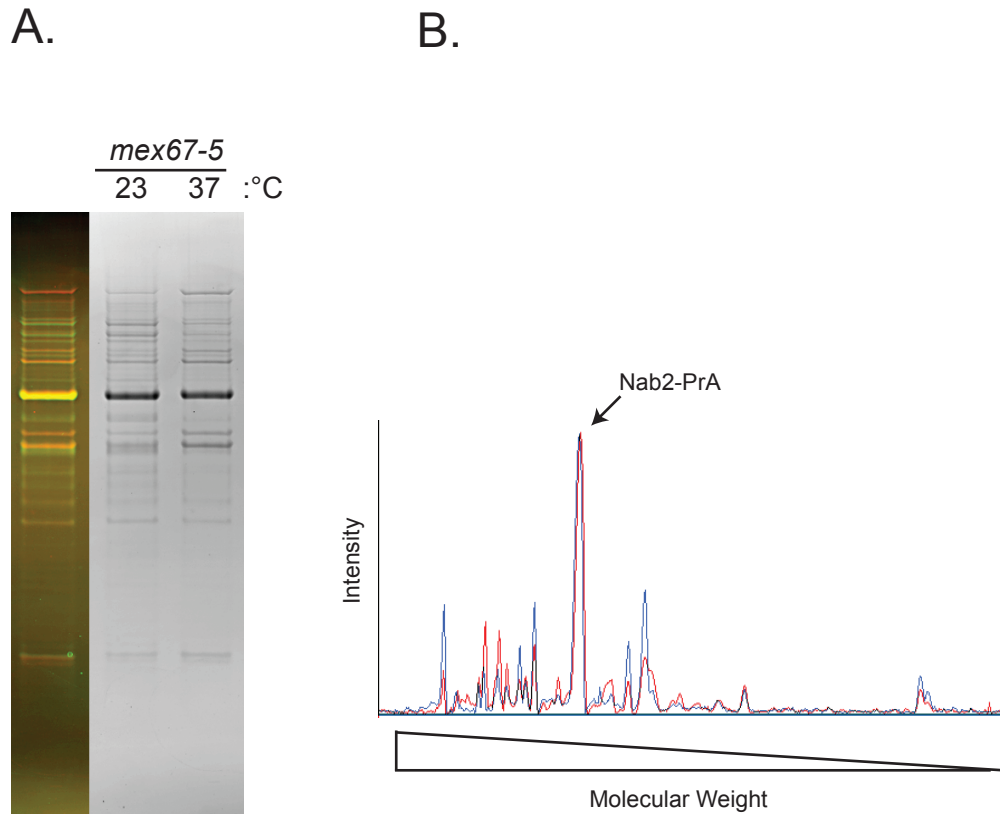 A.
B.
mex67-5
23 37 :°C
Nab2-PrA
Intensity
Molecular Weight